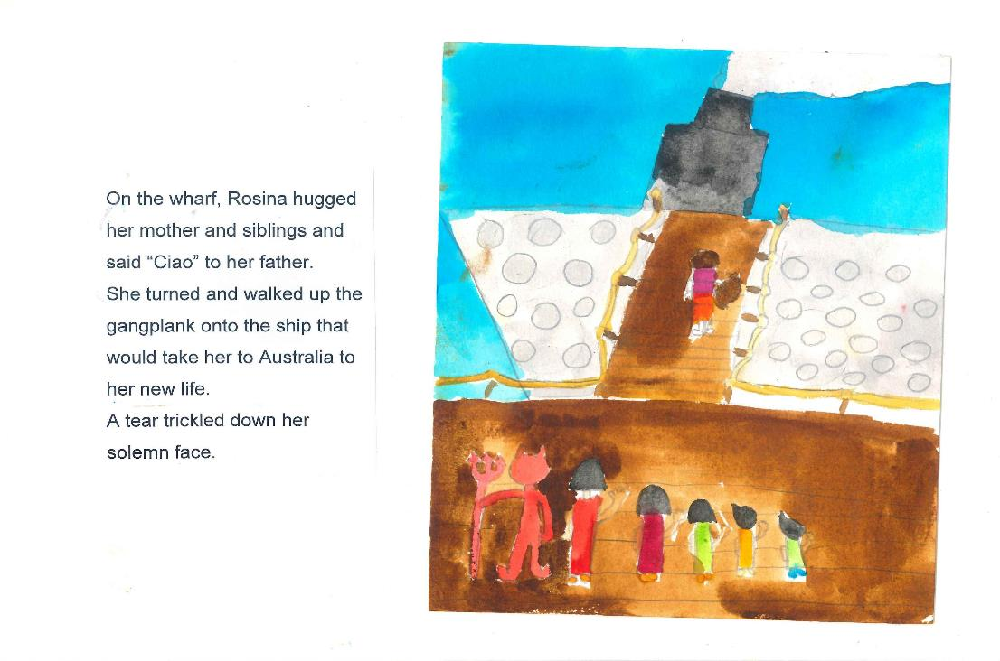 On the wharf, Rosina hugged
her mother and siblings and
said “Ciao” to her father.
She turned and walked up the
gangplank onto the ship that
would take her to Australia to
her new life.
A tear trickled down her
solemn face.